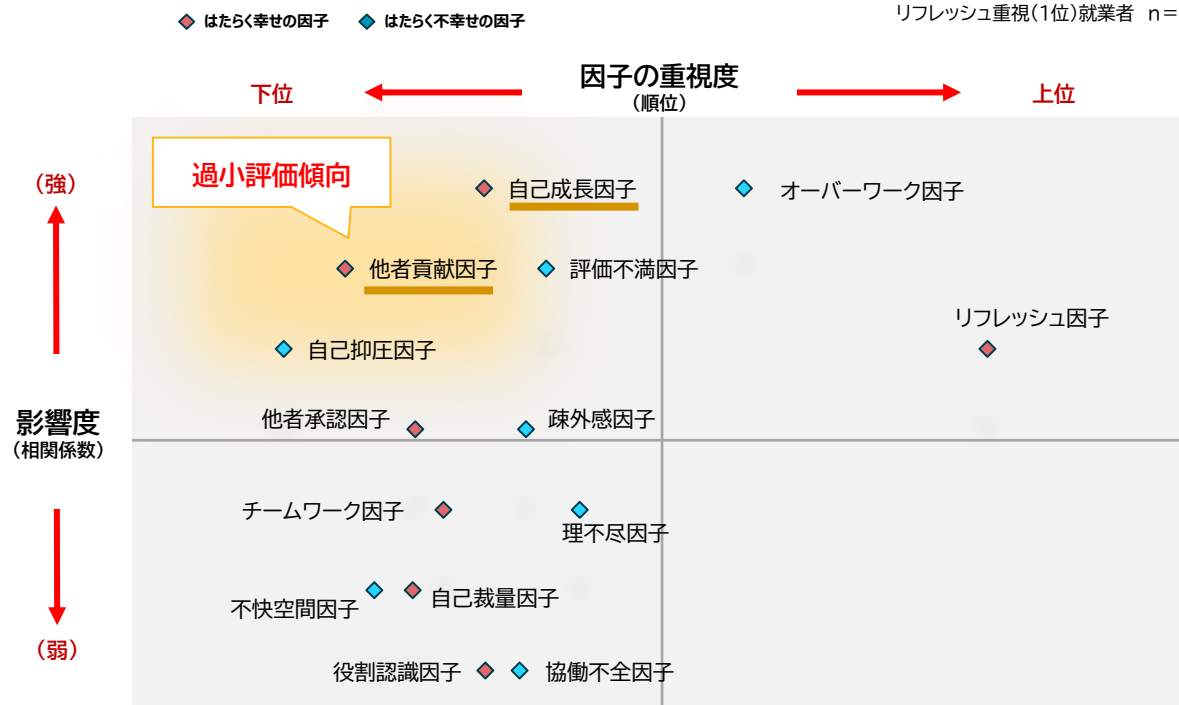 はたらく幸せの因子 はたらく不幸せの因子
リフレッシュ重視(1位)就業者 n=
因子の重視度
(順位)
下位
上位
過小評価傾向
(強)
自己成長因子
オーバーワーク因子
他者貢献因子
評価不満因子
リフレッシュ因子
自己抑圧因子
他者承認因子
疎外感因子
影響度
(相関係数)
チームワーク因子
理不尽因子
不快空間因子
自己裁量因子
(弱)
役割認識因子
協働不全因子